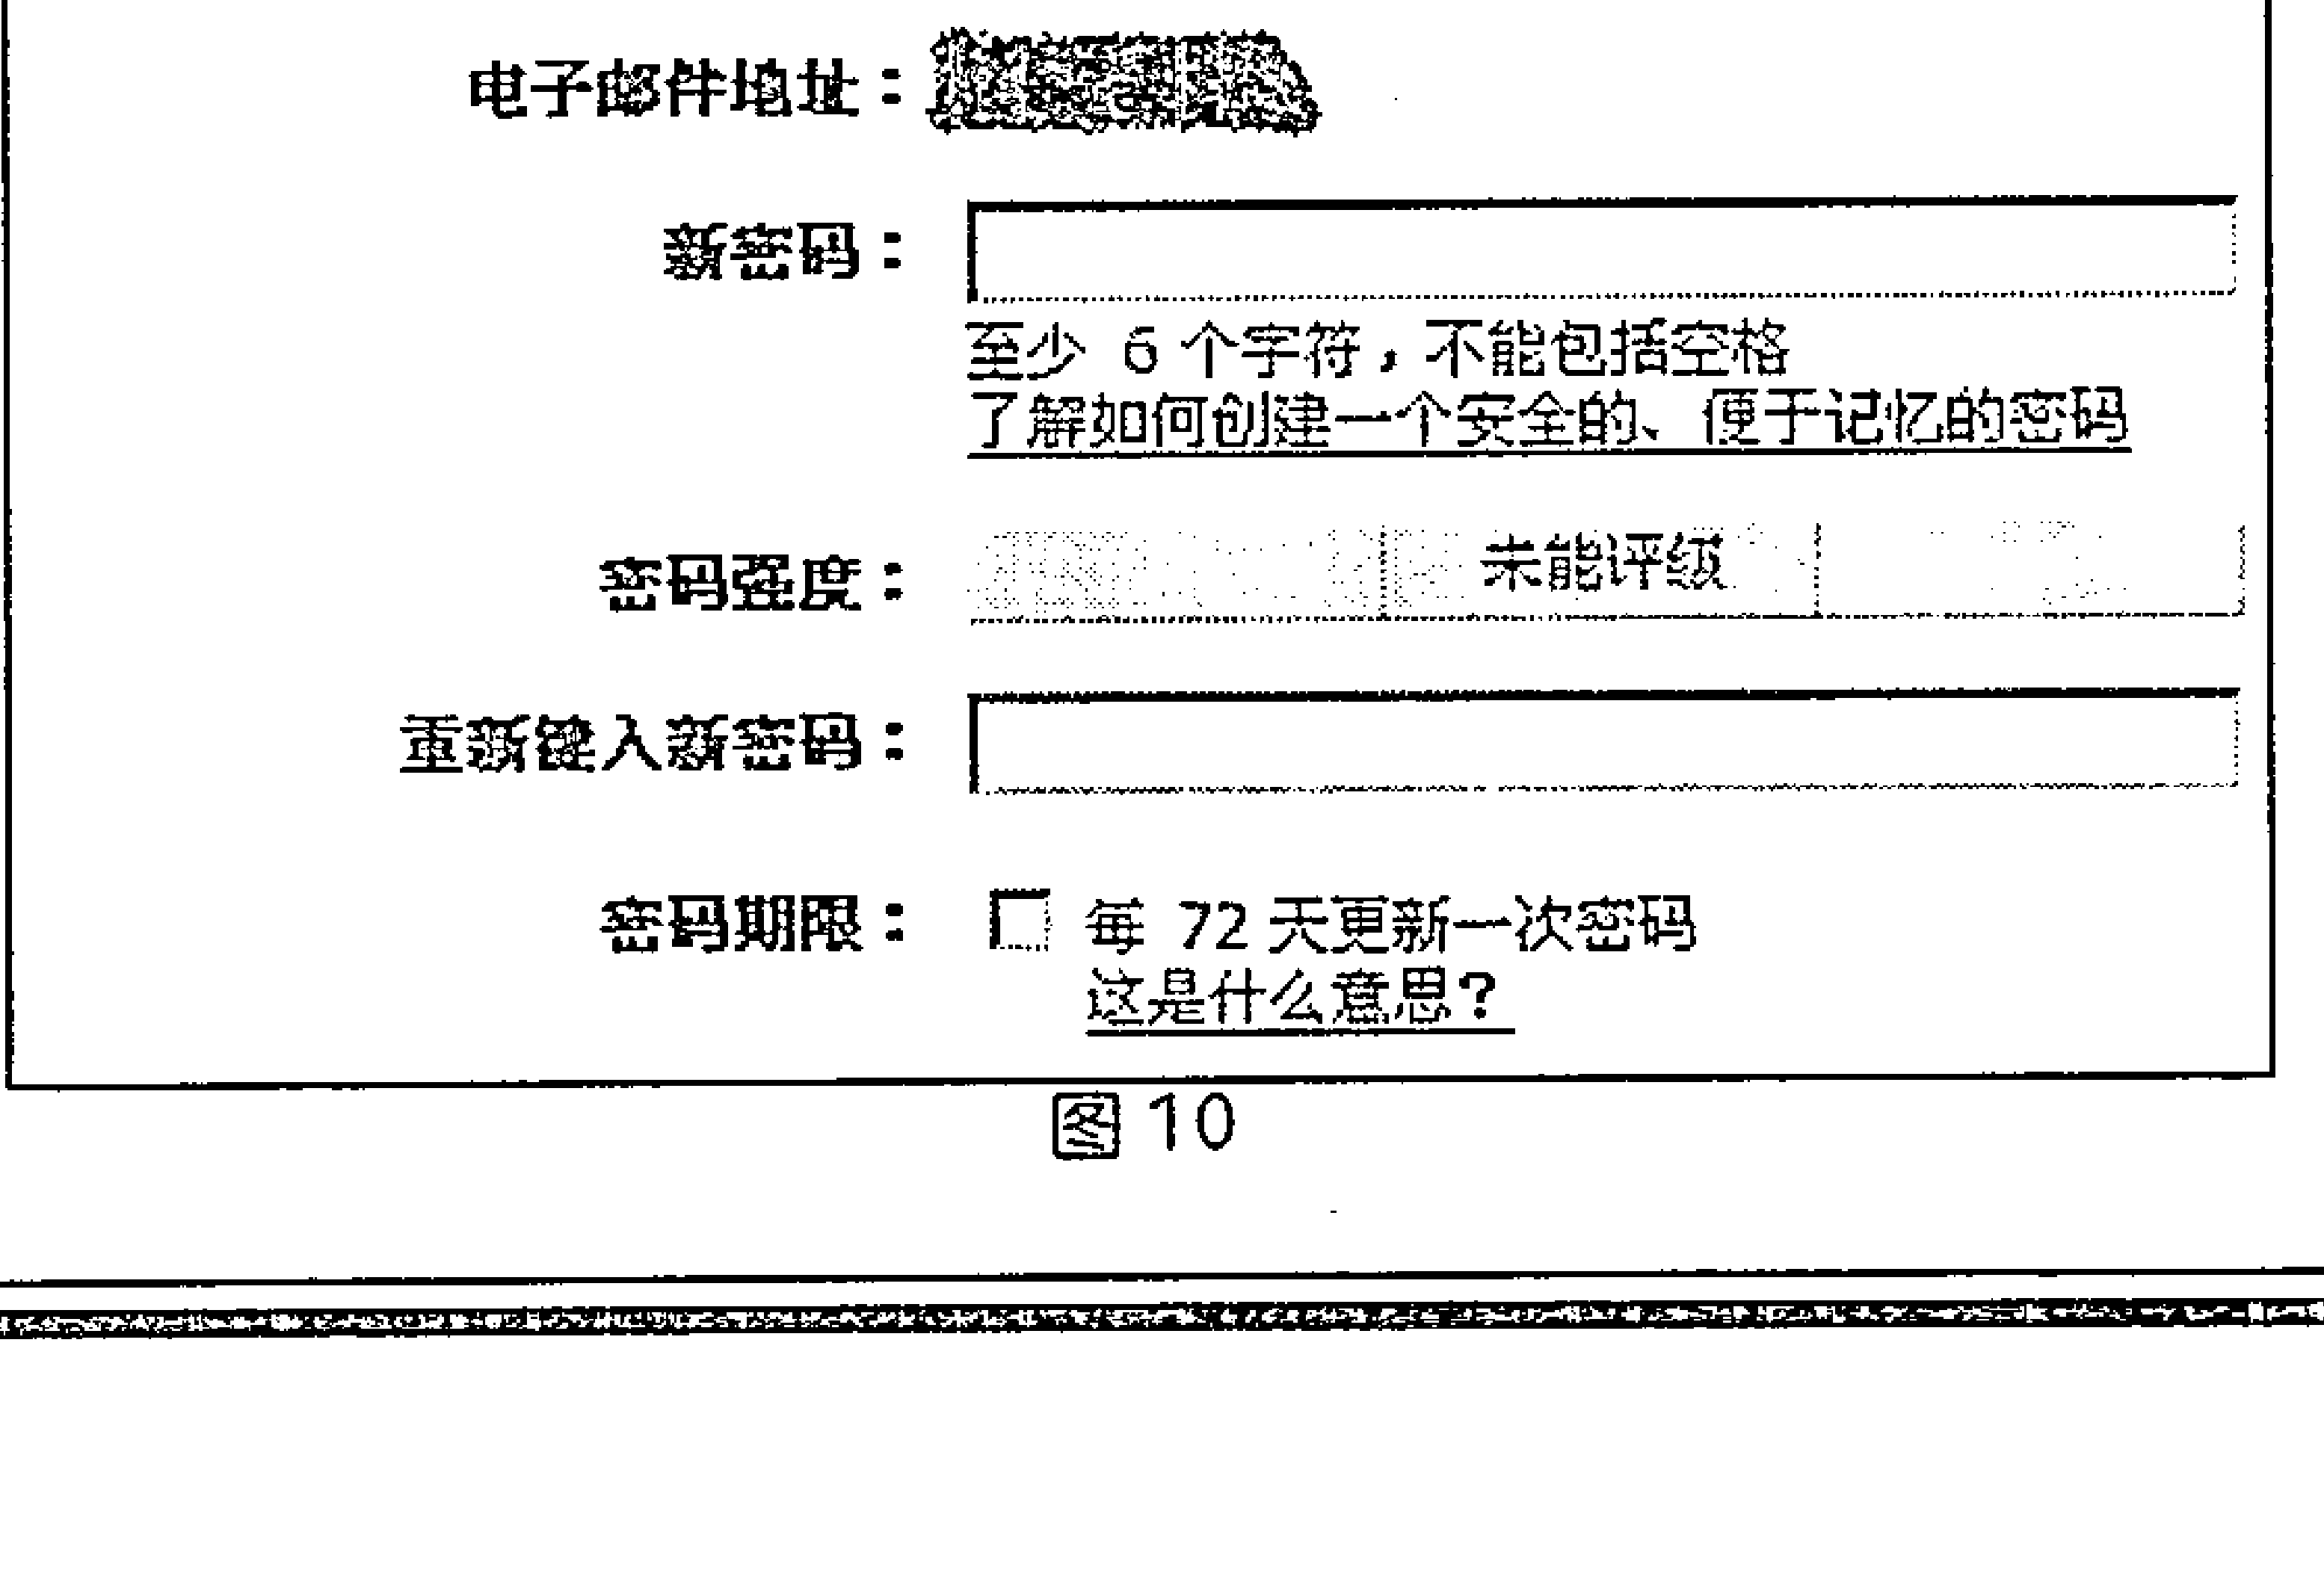 电子邮件地址：
新密码：
至少 6 个字符，不能包括空格
了解如何创建一个安全的、便于记忆的密码
密码强度： 未能评级
重新键入新密码：
密码期限： 每 72 天更新一次密码
这是什么意思？
图 10